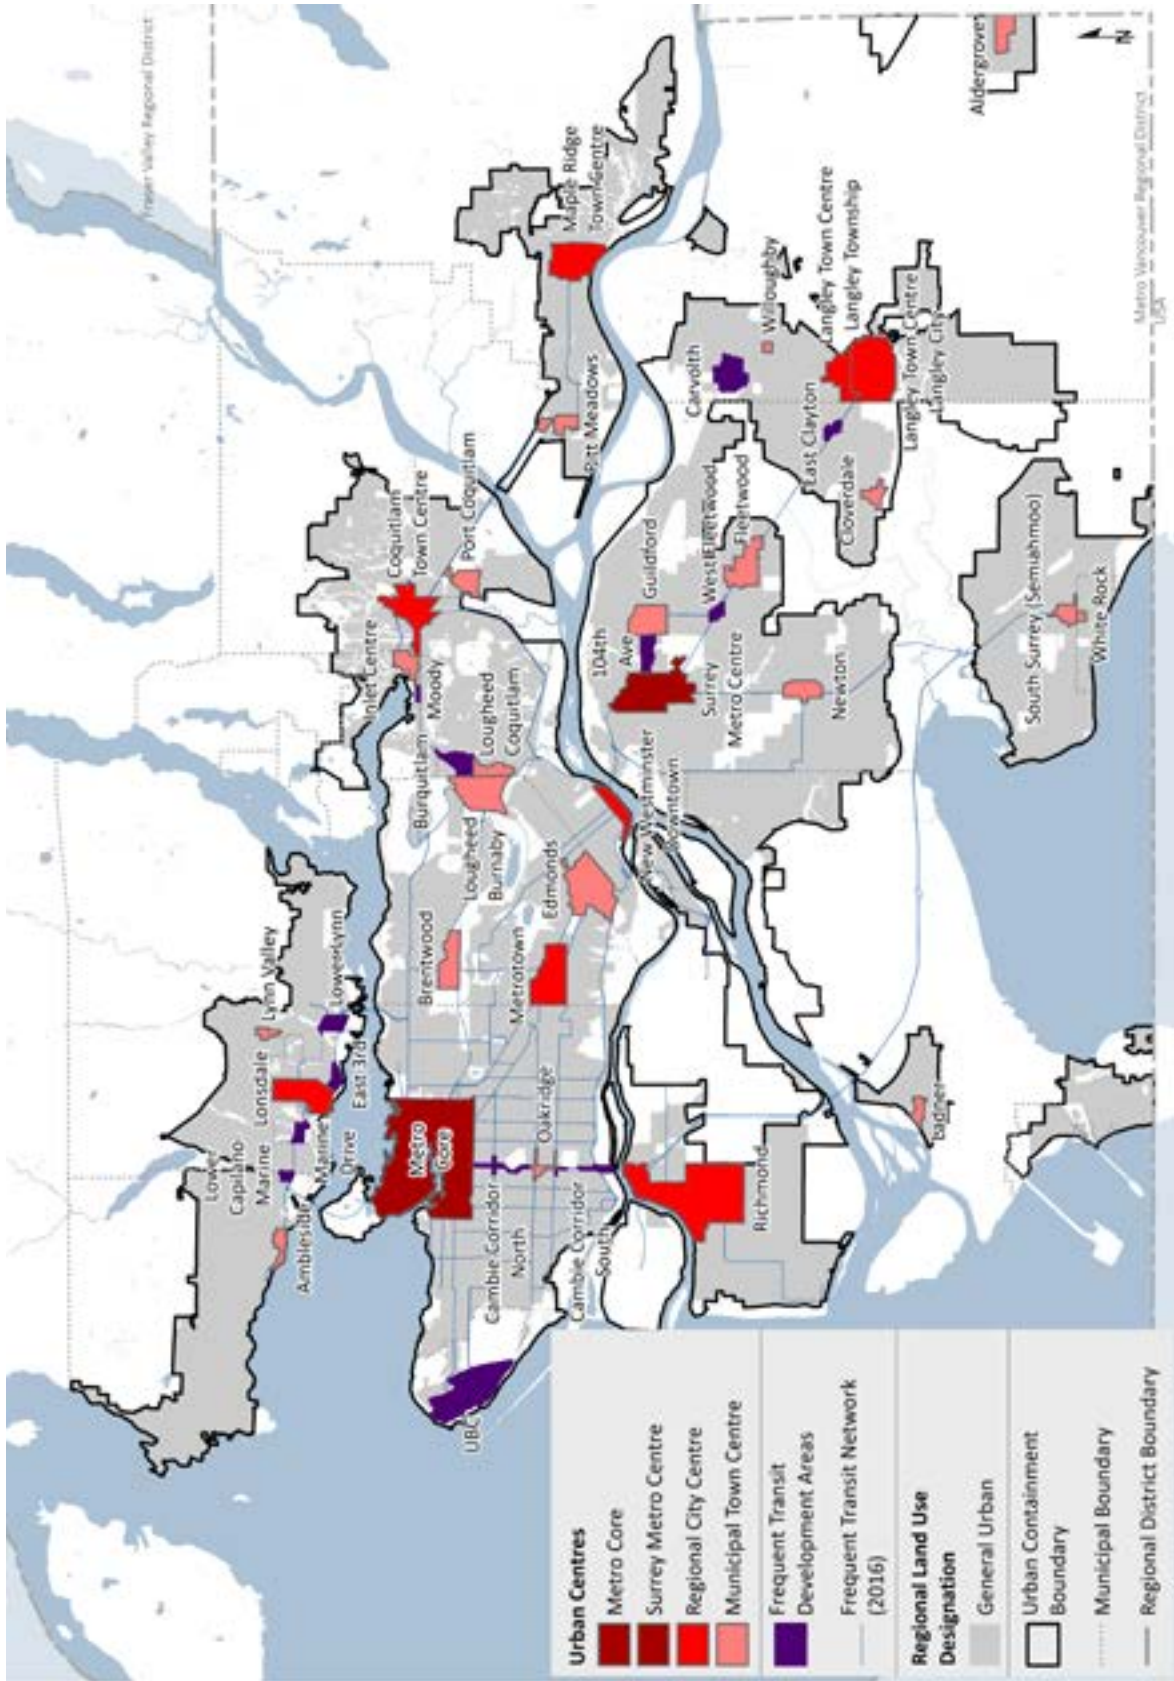 Fraser Valley Regional District
Aldergrove
N
Maple Ridge
Town Centre
Pitt Meadows
Willoughby
Langley Town Centre
Langley Township
Langley Town Centre
Langley City
Metro Vancouver Regional District
USA
Carvolth
East Clayton
Cloverdale
Coquitlam
Town Centre
Port Coquitlam
Inlet Centre
Moody
Guildford
West Fleetwood
Fleetwood
104th
Ave
Surrey
Metro Centre
Newton
South Surrey (Semiahmoo)
White Rock
Burquitlam
Lougheed
Coquitlam
Lougheed
Burnaby
New Westminster
Downtown
Edmonds
Brentwood
Metrotown
Lynn Valley
Lower Lynn
Lonsdale
East 3rd
Lower
Capilano
Marine
Marine
Drive
Ambleside
Metro
Core
Oakridge
Cambie Corridor
North
Cambie Corridor
South
Richmond
Ladner
UBC
Urban Centres
Metro Core
Surrey Metro Centre
Regional City Centre
Municipal Town Centre
Frequent Transit
Development Areas
Frequent Transit Network
(2016)
Regional Land Use
Designation
General Urban
Urban Containment
Boundary
Municipal Boundary
Regional District Boundary